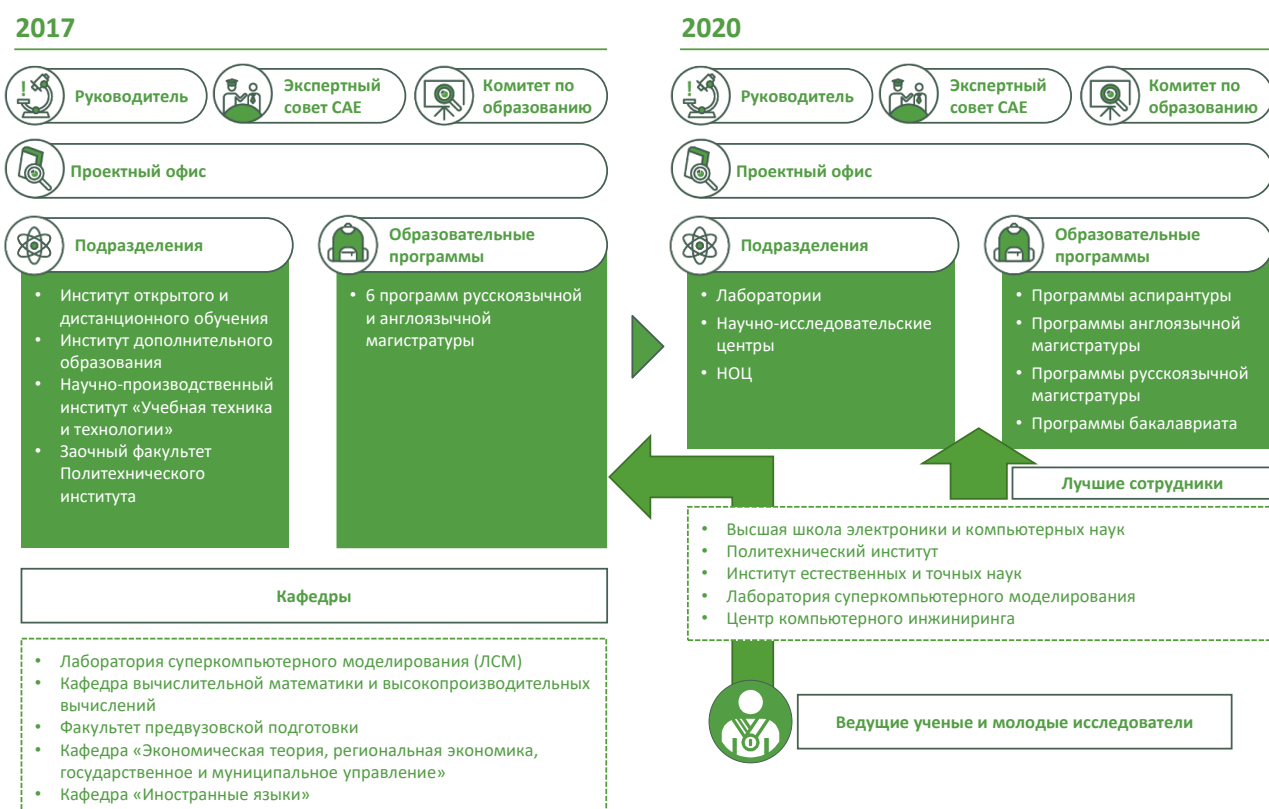 2017
Руководитель
Экспертный
совет САЕ
Комитет по
образованию
Проектный офис
Подразделения
• Институт открытого и
дистанционного обучения
• Институт дополнительного
образования
• Научно-производственный
институт «Учебная техника
и технологии»
• Заочный факультет
Политехнического
института
Образовательные
программы
• 6 программ русскоязычной
и англоязычной
магистратуры
Кафедры
• Лаборатория суперкомпьютерного моделирования (ЛСМ)
• Кафедра вычислительной математики и высокопроизводительных
вычислений
• Факультет предвузовской подготовки
• Кафедра «Экономическая теория, региональная экономика,
государственное и муниципальное управление»
• Кафедра «Иностранные языки»
2020
Руководитель
Экспертный
совет САЕ
Комитет по
образованию
Проектный офис
Подразделения
• Лаборатории
• Научно-исследовательские
центры
• НОЦ
Образовательные
программы
• Программы аспирантуры
• Программы англоязычной
магистратуры
• Программы русскоязычной
магистратуры
• Программы бакалавриата
Лучшие сотрудники
• Высшая школа электроники и компьютерных наук
• Политехнический институт
• Институт естественных и точных наук
• Лаборатория суперкомпьютерного моделирования
• Центр компьютерного инжиниринга
Ведущие ученые и молодые исследователи